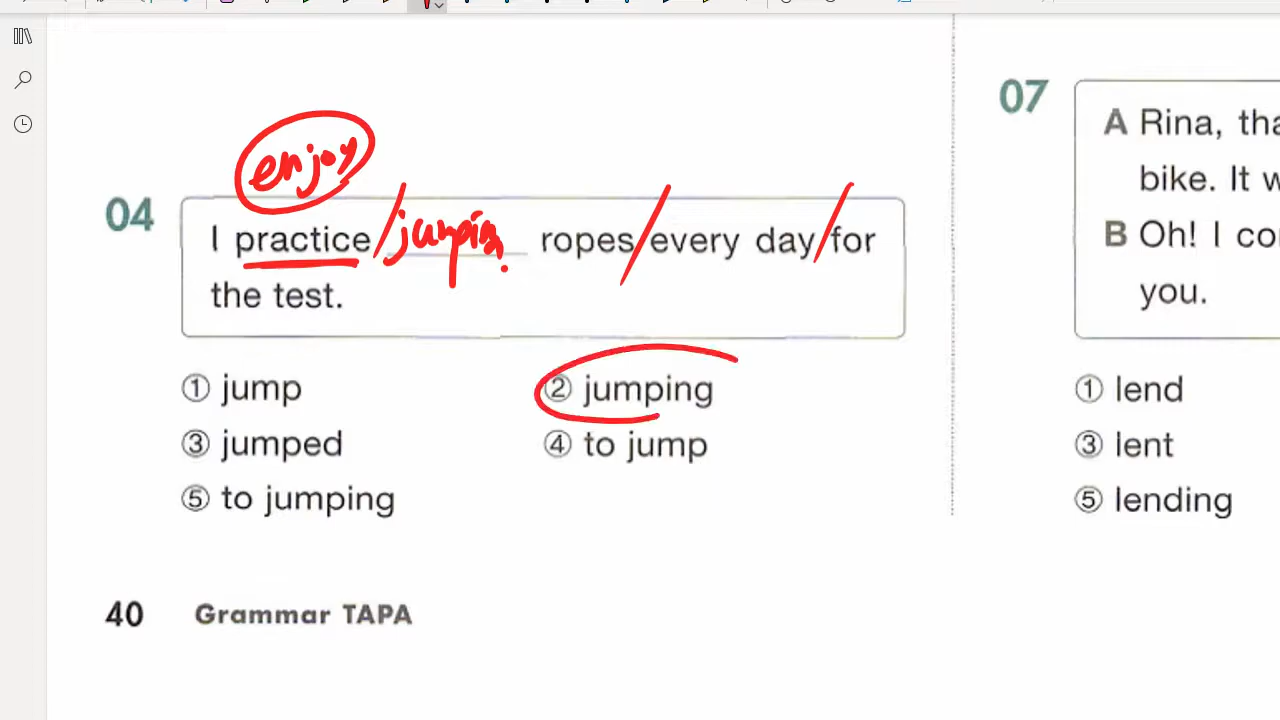 enjoy
04
I practice jumping ropes every day for
the test.
① jump
② jumping
③ jumped
④ to jump
⑤ to jumping
40 Grammar TAPA
07
A Rina, tha
bike. It w
B Oh! I co
you.
① lend
③ lent
⑤ lending